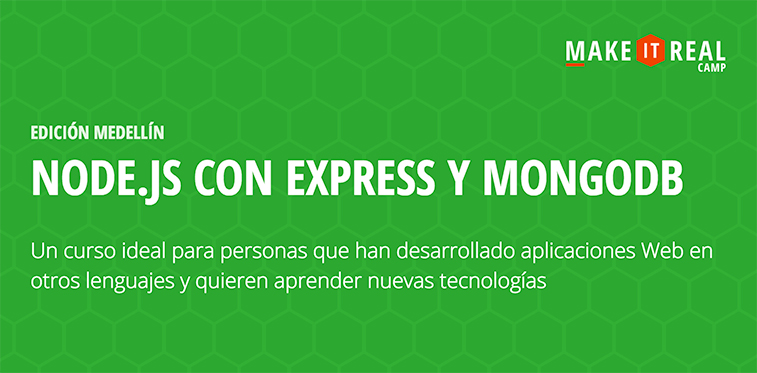 MAKE IT REAL
CAMP
EDICIÓN MEDELLÍN
NODE.JS CON EXPRESS Y MONGODB
Un curso ideal para personas que han desarrollado aplicaciones Web en
otros lenguajes y quieren aprender nuevas tecnologías